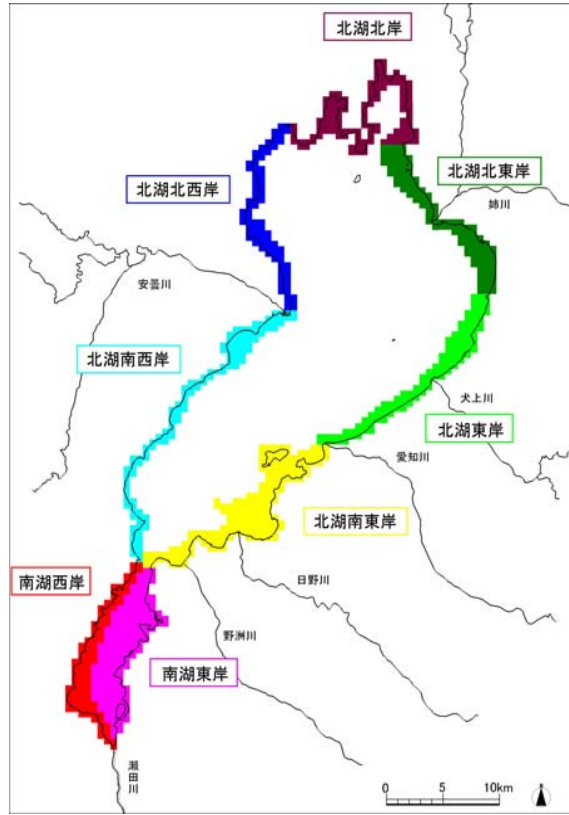 北湖北岸
北湖北東岸
北湖北西岸
姉川
安曇川
北湖南西岸
犬上川
北湖東岸
愛知川
北湖南東岸
南湖西岸
日野川
野洲川
南湖東岸
瀬田川
0 5 10km